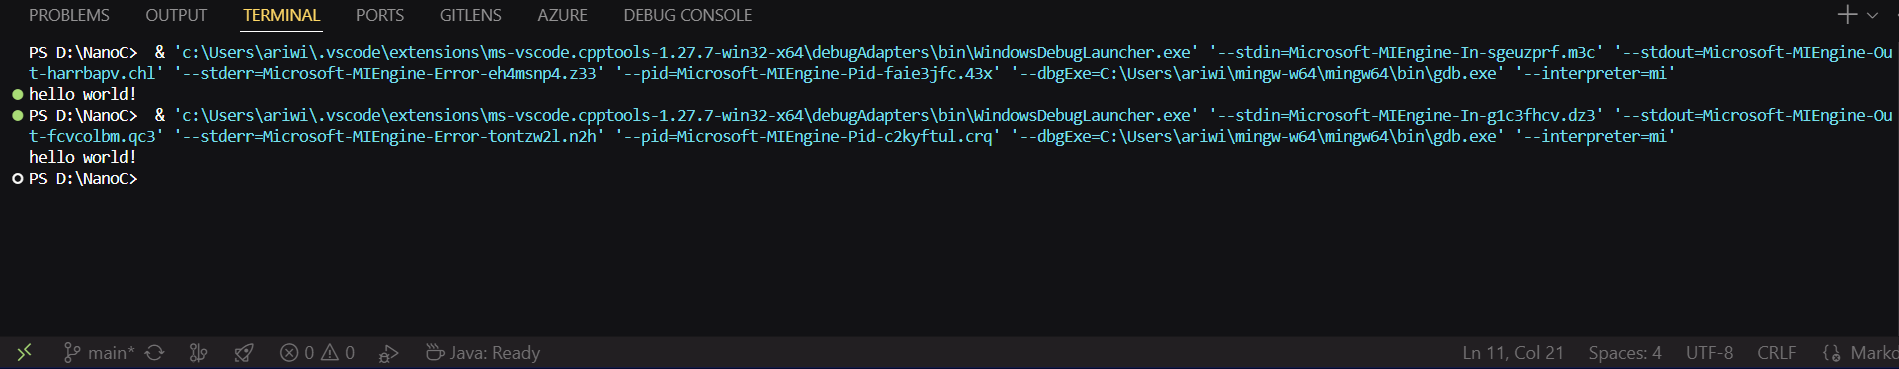 PROBLEMS OUTPUT TERMINAL PORTS GITLENS AZURE DEBUG CONSOLE
PS D:\NanoC>  & 'c:\Users\ariwi\.vscode\extensions\ms-vscode.cpptools-1.27.7-win32-x64\debugAdapters\bin\WindowsDebugLauncher.exe' '--stdin=Microsoft-MIEngine-In-sgeuzprf.m3c' '--stdout=Microsoft-MIEngine-Ou
t-harrbapv.chl' '--stderr=Microsoft-MIEngine-Error-eh4msnp4.z33' '--pid=Microsoft-MIEngine-Pid-faie3jfc.43x' '--dbgExe=C:\Users\ariwi\mingw-w64\mingw64\bin\gdb.exe' '--interpreter=mi'
hello world!
PS D:\NanoC>  & 'c:\Users\ariwi\.vscode\extensions\ms-vscode.cpptools-1.27.7-win32-x64\debugAdapters\bin\WindowsDebugLauncher.exe' '--stdin=Microsoft-MIEngine-In-g1c3fhcv.dz3' '--stdout=Microsoft-MIEngine-Ou
t-fcvcolbm.qc3' '--stderr=Microsoft-MIEngine-Error-tontzw2l.n2h' '--pid=Microsoft-MIEngine-Pid-c2kyftul.crq' '--dbgExe=C:\Users\ariwi\mingw-w64\mingw64\bin\gdb.exe' '--interpreter=mi'
hello world!
PS D:\NanoC>
main* 0 0 Java: Ready Ln 11, Col 21 Spaces: 4 UTF-8 CRLF Markd